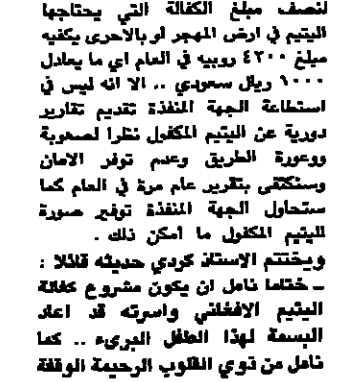 لنصف مبلغ الكفالة التي يحتاجها
اليتيم في ارض المهجر او بالاحرى يكفيه
مبلغ ٤٢٠٠ روبيه في العام اي ما يعادل
٦٠٠ ريال سعودي .. الا انه ليس في
استطاعة الجهة المنفذة تقديم تقارير
دورية عن اليتيم المكفول نظرا لصعوبة
ووعورة الطريق وعدم توفر الامان
وستكتفى بتقرير عام مرة في العام كما
ستحاول الجهة المنفذة توفير صورة
لليتيم المكفول ما أمكن ذلك .
ويختتم الاستاذ كردي حديثه قائلا :
ــ ختاما نامل ان يكون مشروع كفالة
اليتيم الافغاني واسرته قد اعاد
البسمة لهذا الطفل البريء .. كما
نامل من ذوي القلوب الرحيمة الوقفة